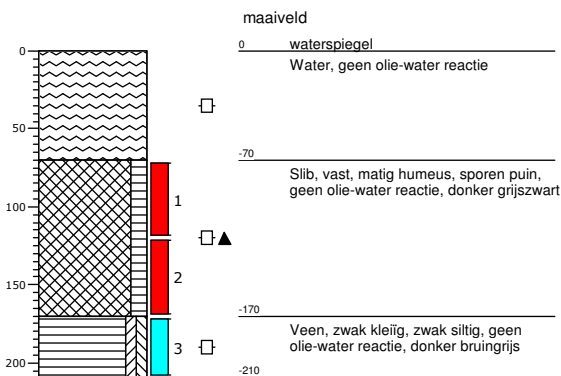 maaiveld
0
0
waterspiegel
Water, geen olie-water reactie
50
-70
Slib, vast, matig humeus, sporen puin,
geen olie-water reactie, donker grijszwart
100
1
150
2
-170
Veen, zwak kleiïg, zwak siltig, geen
olie-water reactie, donker bruingrijs
200
3
-210